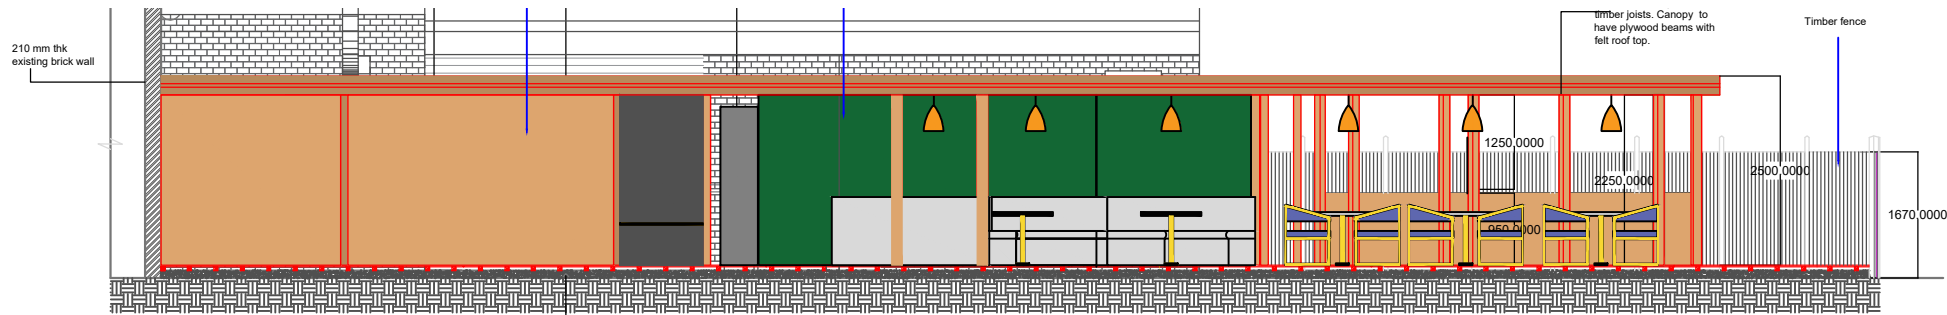 210 mm thk
existing brick wall
timber joists. Canopy to
have plywood beams with
felt roof top.
Timber fence
1250.0000
2250.0000
2500.0000
950.0000
1670.0000